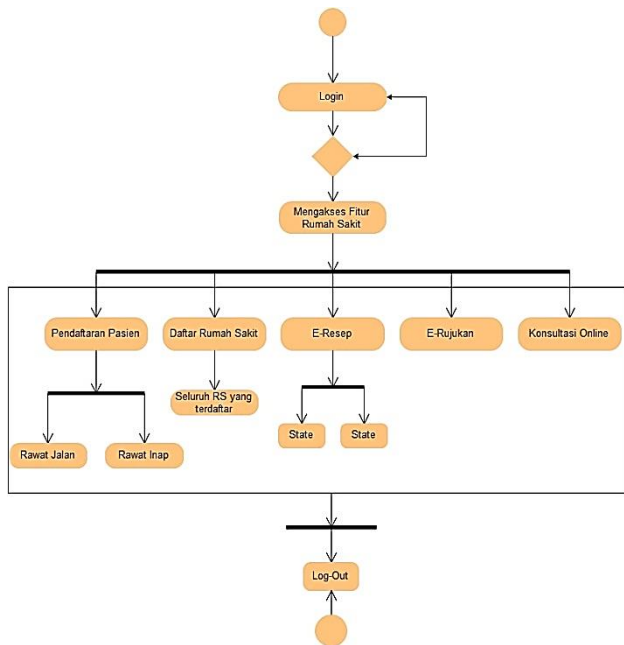 Login
Mengakses Fitur
Rumah Sakit
Pendaftaran Pasien
Daftar Rumah Sakit
E-Resep
E-Rujukan
Konsultasi Online
Seluruh RS yang
terdaftar
State
State
Rawat Jalan
Rawat Inap
Log-Out